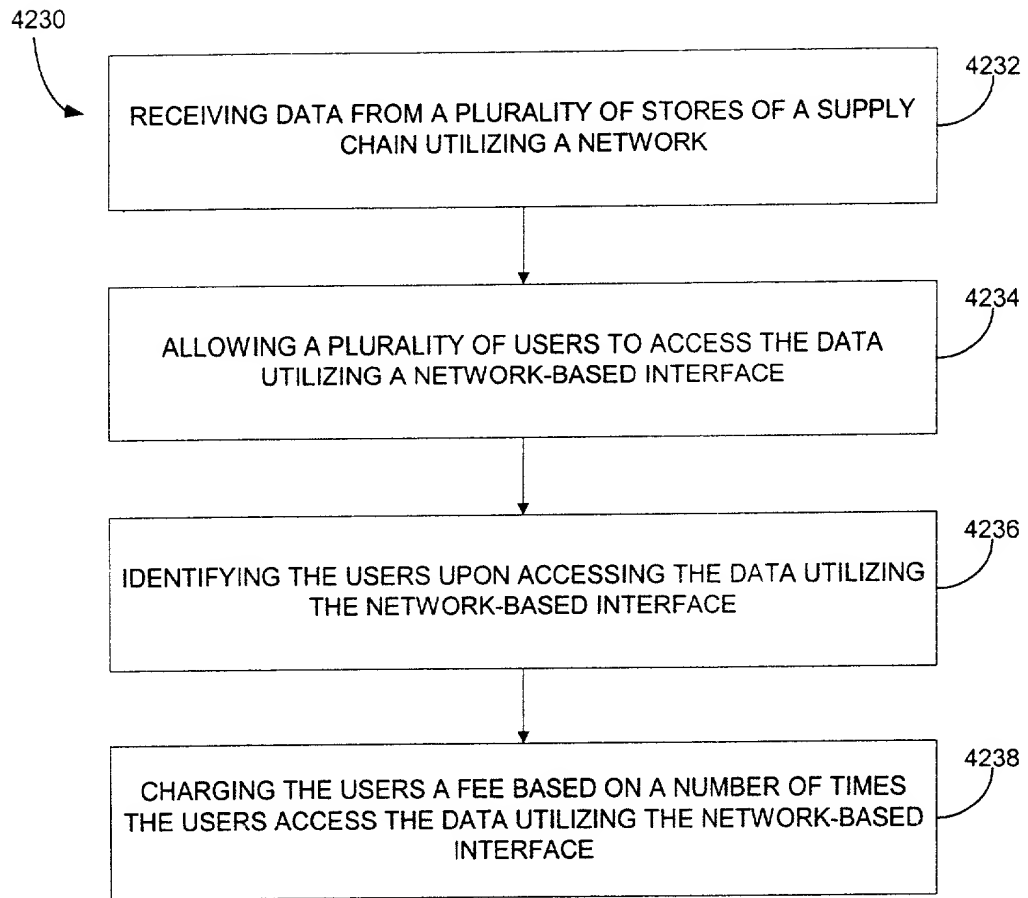 4230
4232
RECEIVING DATA FROM A PLURALITY OF STORES OF A SUPPLY
CHAIN UTILIZING A NETWORK
4234
ALLOWING A PLURALITY OF USERS TO ACCESS THE DATA
UTILIZING A NETWORK-BASED INTERFACE
4236
IDENTIFYING THE USERS UPON ACCESSING THE DATA UTILIZING
THE NETWORK-BASED INTERFACE
4238
CHARGING THE USERS A FEE BASED ON A NUMBER OF TIMES
THE USERS ACCESS THE DATA UTILIZING THE NETWORK-BASED
INTERFACE